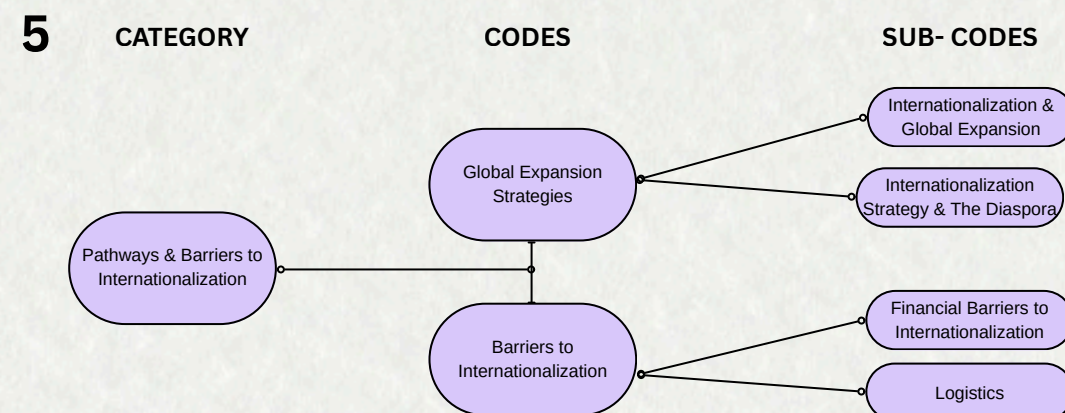 5
CATEGORY
CODES
SUB- CODES
Internationalization &
Global Expansion
Global Expansion
Strategies
Internationalization
Strategy & The Diaspora
Pathways & Barriers to
Internationalization
Financial Barriers to
Internationalization
Barriers to
Internationalization
Logistics